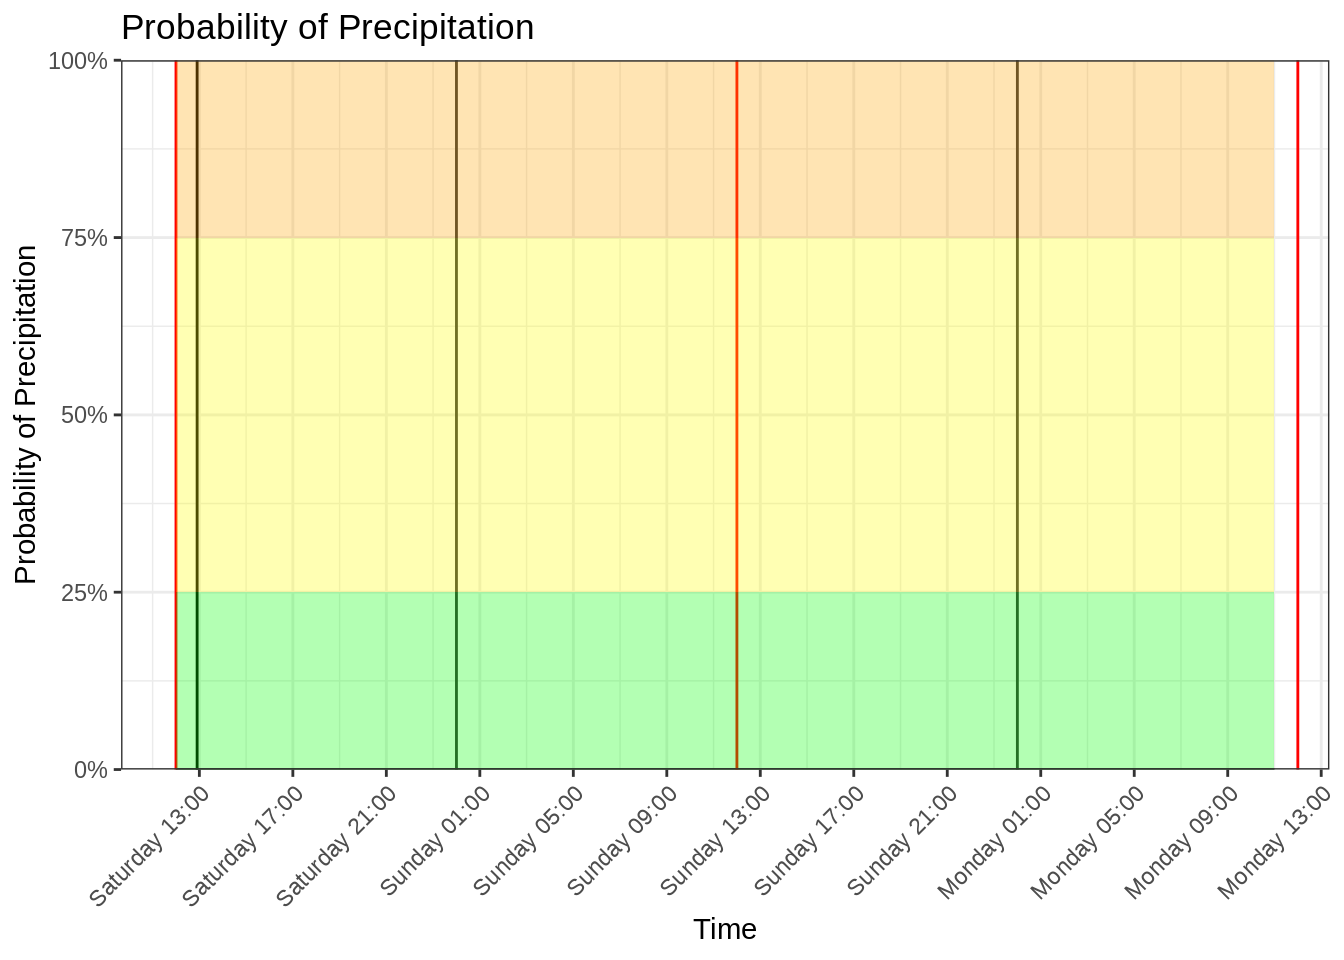 Probability of Precipitation
Probability of Precipitation
100%
75%
50%
25%
0%
Saturday 13:00
Saturday 17:00
Saturday 21:00
Sunday 01:00
Sunday 05:00
Sunday 09:00
Sunday 13:00
Sunday 17:00
Sunday 21:00
Monday 01:00
Monday 05:00
Monday 09:00
Monday 13:00
Time